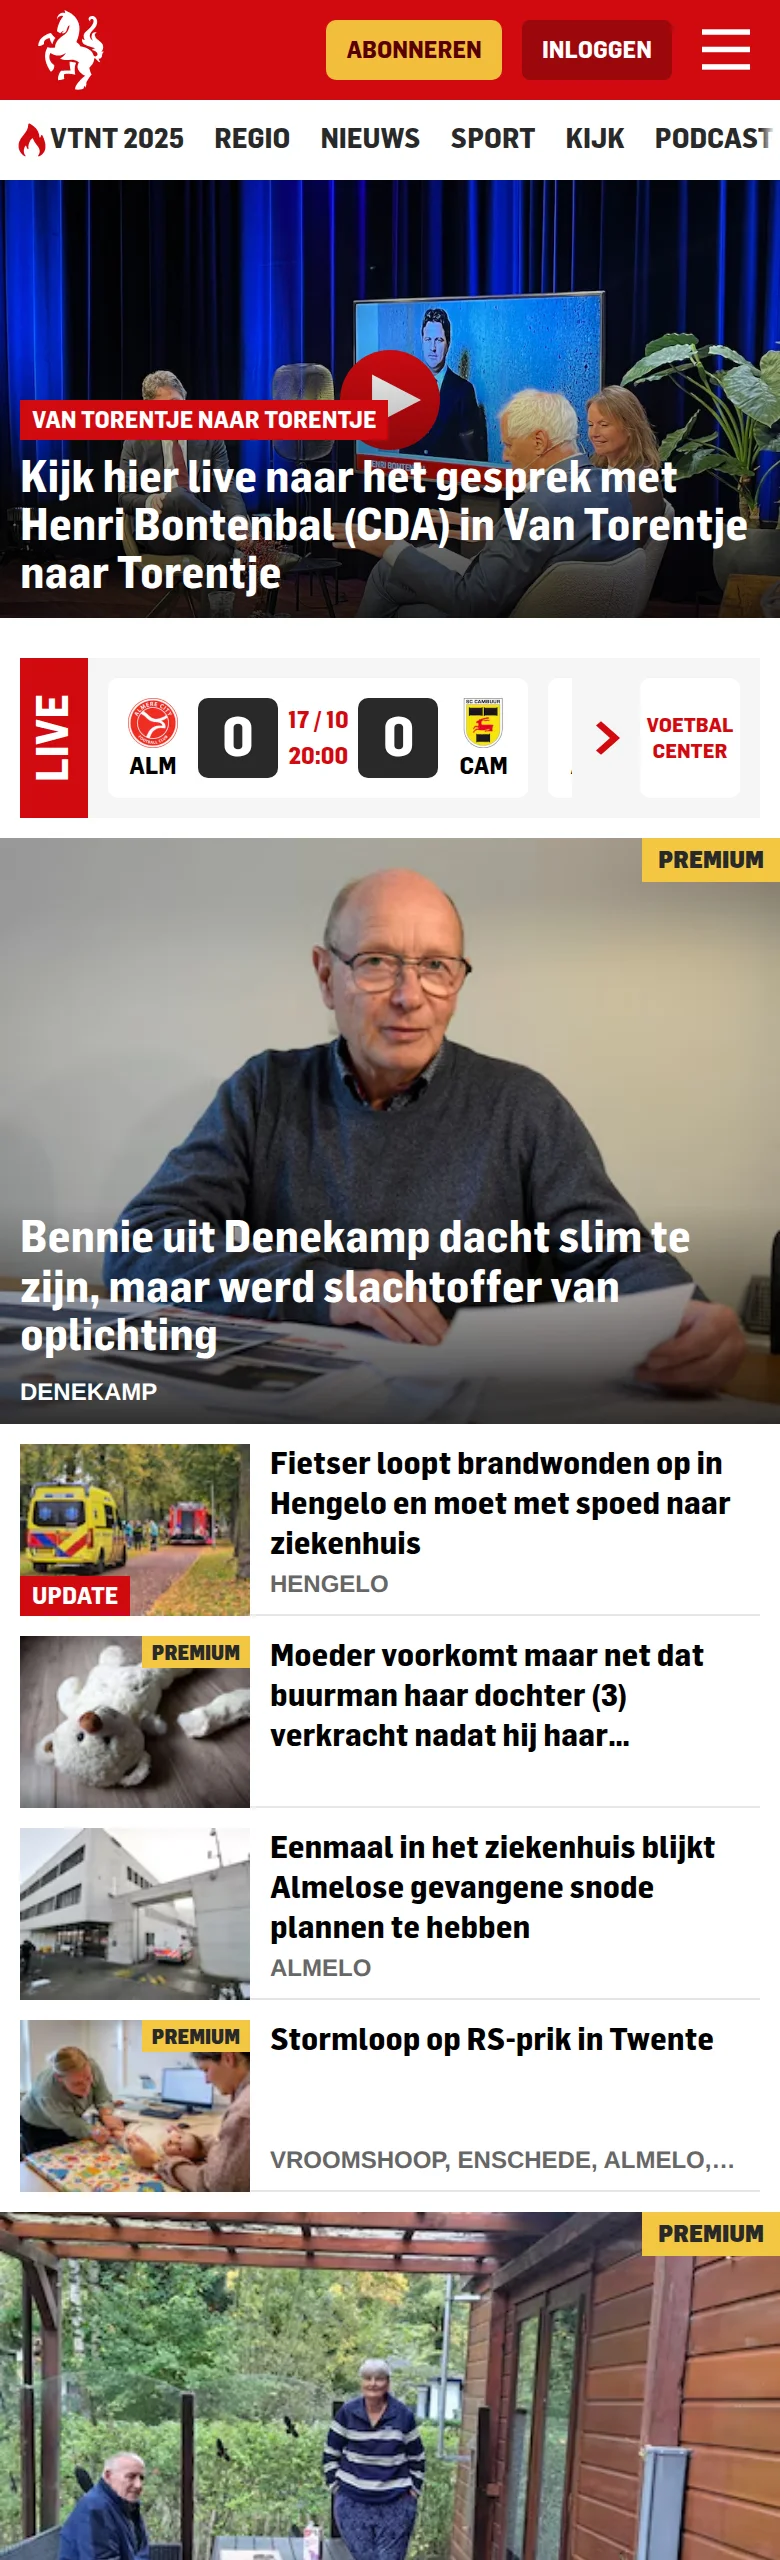 ABONNEREN
INLOGGEN
VTNT 2025
REGIO
NIEUWS
SPORT
KIJK
PODCAST
VAN TORENTJE NAAR TORENTJE
Kijk hier live naar het gesprek met
Henri Bontenbal (CDA) in Van Torentje
naar Torentje
LIVE
ALMERE CITY
ALM
0
17 / 10
20:00
0
SC CAMBUUR
CAM
VOETBAL
CENTER
PREMIUM
Bennie uit Denekamp dacht slim te
zijn, maar werd slachtoffer van
oplichting
DENEKAMP
UPDATE
Fietser loopt brandwonden op in
Hengelo en moet met spoed naar
ziekenhuis
HENGELO
PREMIUM
Moeder voorkomt maar net dat
buurman haar dochter (3)
verkracht nadat hij haar...
Eenmaal in het ziekenhuis blijkt
Almelose gevangene snode
plannen te hebben
ALMELO
PREMIUM
Stormloop op RS-prik in Twente
VROOMSHOOP, ENSCHEDE, ALMELO,...
PREMIUM